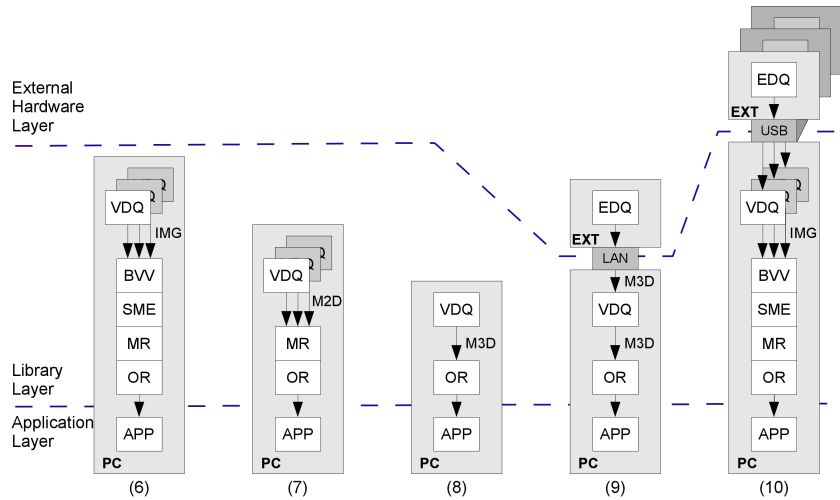 External
Hardware
Layer
Library
Layer
Application
Layer
Q
Q
VDQ
IMG
BVV
SME
MR
OR
APP
PC
(6)
Q
Q
VDQ
M2D
MR
OR
APP
PC
(7)
VDQ
M3D
OR
APP
PC
(8)
EDQ
EXT
LAN
M3D
VDQ
M3D
OR
APP
PC
(9)
EDQ
EXT
USB
Q
Q
VDQ
IMG
BVV
SME
MR
OR
APP
PC
(10)